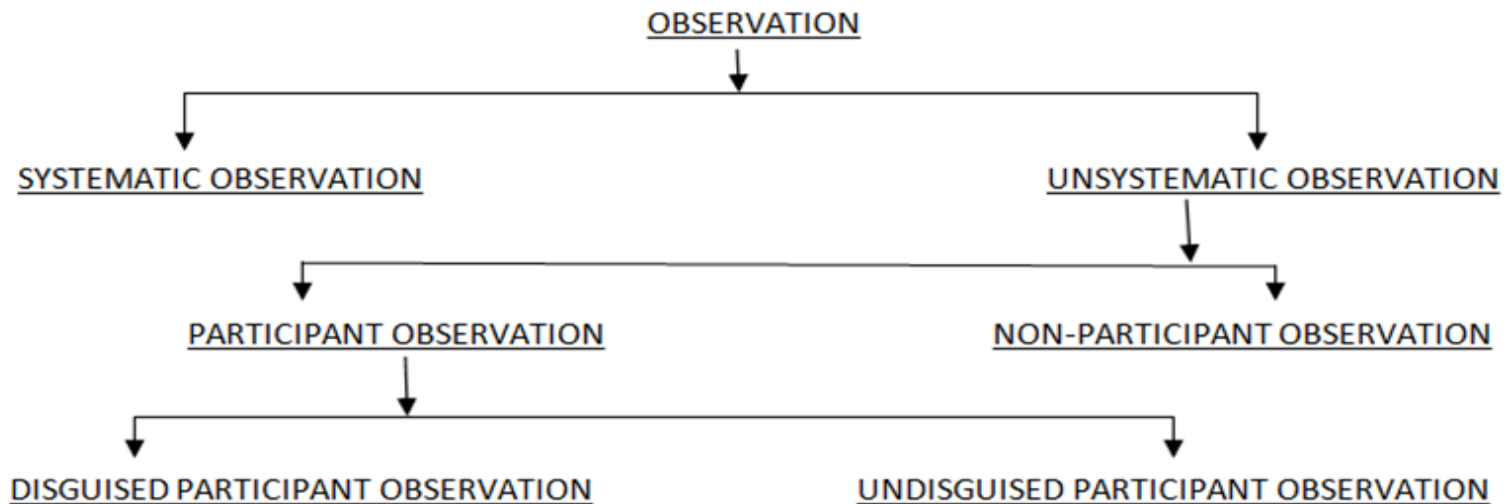 OBSERVATION
SYSTEMATIC OBSERVATION
UNSYSTEMATIC OBSERVATION
PARTICIPANT OBSERVATION
NON-PARTICIPANT OBSERVATION
DISGUISED PARTICIPANT OBSERVATION
UNDISGUISED PARTICIPANT OBSERVATION